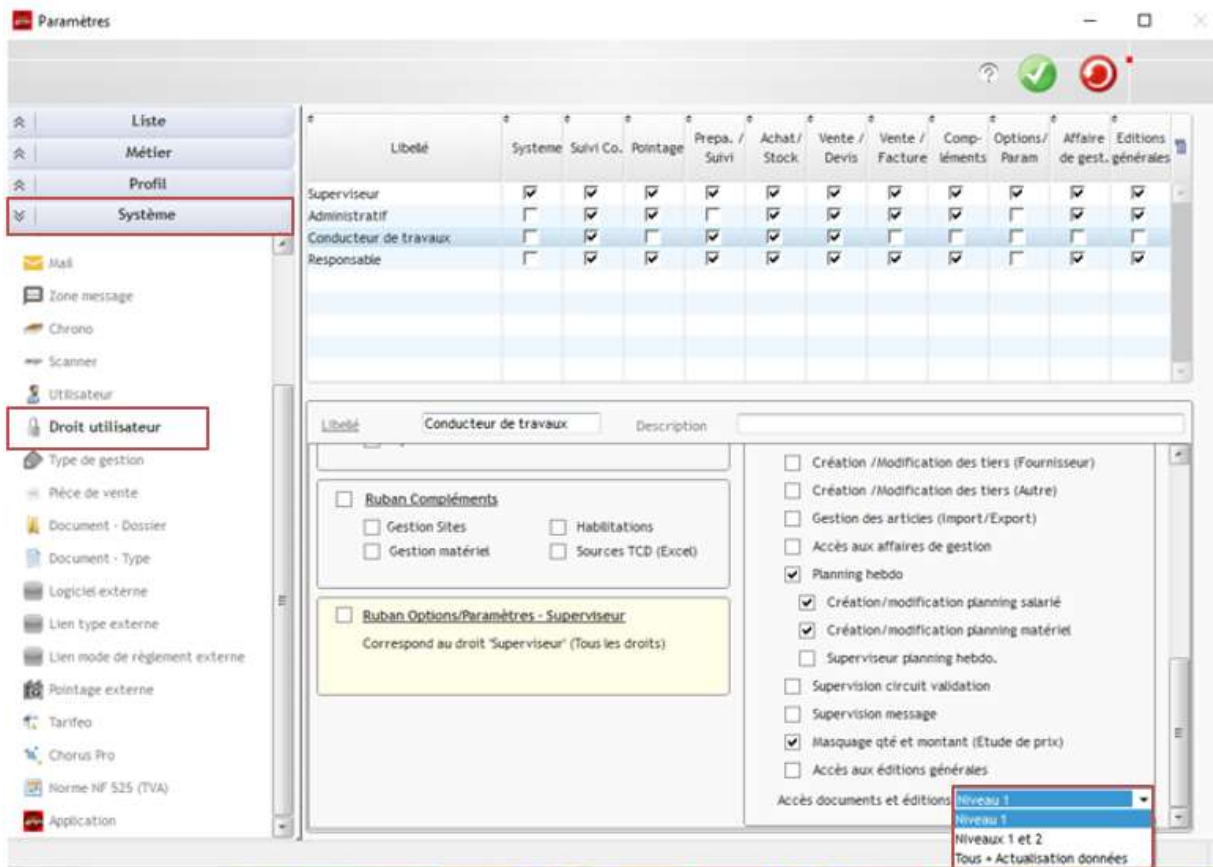 Paramètres
Liste
Métier
Profil
Système
Mail
Zone message
Chrono
Scanner
Utilisateur
Droit utilisateur
Type de gestion
Pièce de vente
Document - Dossier
Document - Type
Logiciel externe
Lien type externe
Lien mode de règlement externe
Pointage externe
Tarifeo
Chorus Pro
Norme NF 525 (TVA)
Application
Libellé Systeme Suivi Co. Pointage Prepa. / Suivi Achat/ Stock Vente / Devis Vente / Facture Comp- léments Options/ Param Affaire de gest. Editions générales
Superviseur
Administratif
Conducteur de travaux
Responsable
Libellé Conducteur de travaux Description
Ruban Compléments
Gestion Sites Habilitations
Gestion matériel Sources TCD (Excel)
Ruban Options/Paramètres - Superviseur
Correspond au droit 'Superviseur' (Tous les droits)
Création /Modification des tiers (Fournisseur)
Création /Modification des tiers (Autre)
Gestion des articles (Import/Export)
Accès aux affaires de gestion
Planning hebdo
Création/modification planning salarié
Création/modification planning matériel
Superviseur planning hebdo.
Supervision circuit validation
Supervision message
Masquage qté et montant (Etude de prix)
Accès aux éditions générales
Accès documents et éditions Niveau 1
Niveau 1
Niveaux 1 et 2
Tous + Actualisation données